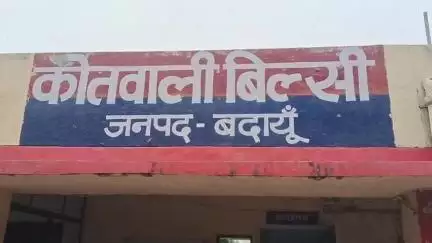 कोतवाली बिल्सी
जनपद - बदायूँ